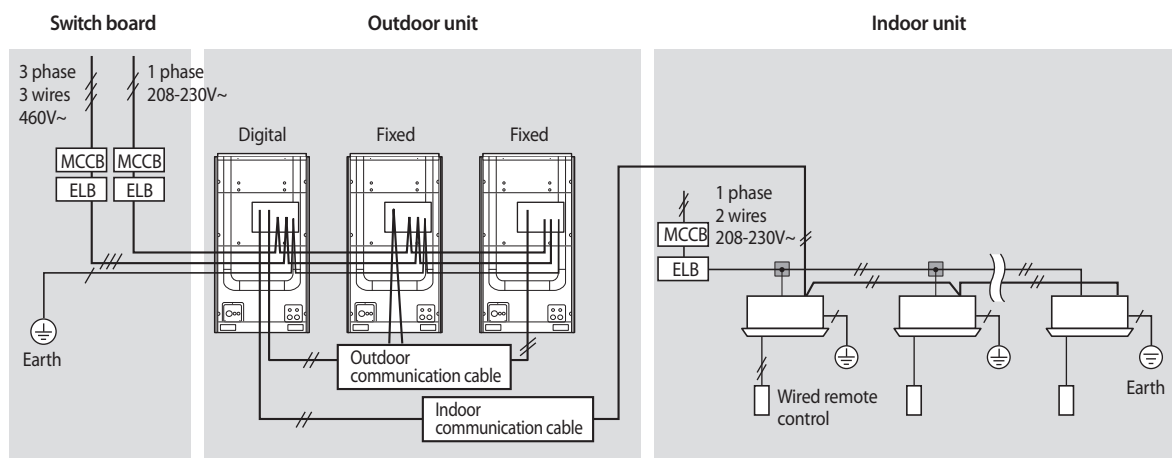 Switch board
Outdoor unit
Indoor unit
3 phase
3 wires
460V~
1 phase
208-230V~
MCCB
MCCB
ELB
ELB
Earth
Digital
Fixed
Fixed
Outdoor
communication cable
Indoor
communication cable
1 phase
2 wires
208-230V~
MCCB
ELB
Wired remote
control
Earth